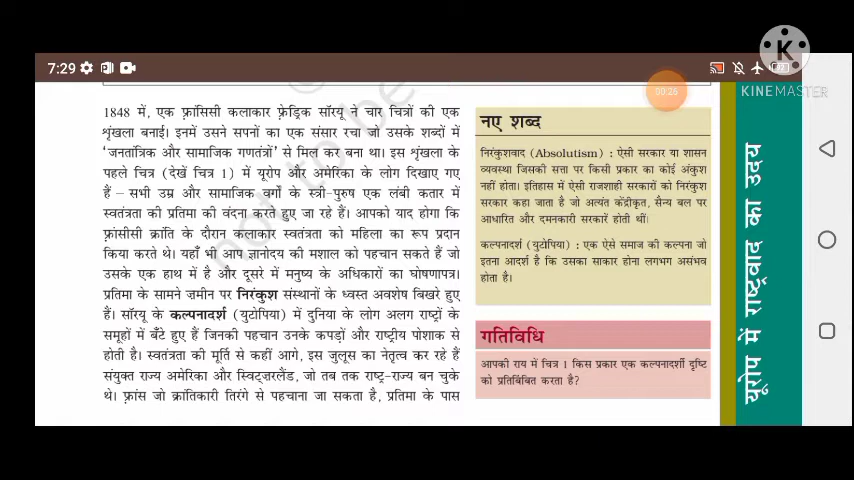 7:29
00:26
KINEMASTER
1848 में, एक फ्रांसिसी कलाकार फ़्रेड्रिक सॉरयू ने चार चित्रों की एक
शृंखला बनाई। इनमें उसने सपनों का एक संसार रचा जो उसके शब्दों में
'जनतांत्रिक और सामाजिक गणतंत्रों' से मिल कर बना था। इस शृंखला के
पहले चित्र (देखें चित्र 1) में यूरोप और अमेरिका के लोग दिखाए गए
हैं – सभी उम्र और सामाजिक वर्गों के स्त्री-पुरुष एक लंबी कतार में
स्वतंत्रता की प्रतिमा की वंदना करते हुए जा रहे हैं। आपको याद होगा कि
फ़्रांसीसी क्रांति के दौरान कलाकार स्वतंत्रता को महिला का रूप प्रदान
किया करते थे। यहाँ भी आप ज्ञानोदय की मशाल को पहचान सकते हैं जो
उसके एक हाथ में है और दूसरे में मनुष्य के अधिकारों का घोषणापत्र।
प्रतिमा के सामने ज़मीन पर निरंकुश संस्थानों के ध्वस्त अवशेष बिखरे हुए
हैं। सॉरयू के कल्पनादर्श (युटोपिया) में दुनिया के लोग अलग राष्ट्रों के
समूहों में बँटे हुए हैं जिनकी पहचान उनके कपड़ों और राष्ट्रीय पोशाक से
होती है। स्वतंत्रता की मूर्ति से कहीं आगे, इस जुलूस का नेतृत्व कर रहे हैं
संयुक्त राज्य अमेरिका और स्विट्ज़रलैंड, जो तब तक राष्ट्र-राज्य बन चुके
थे। फ़्रांस जो क्रांतिकारी तिरंगे से पहचाना जा सकता है, प्रतिमा के पास
नए शब्द
निरंकुशवाद (Absolutism) : ऐसी सरकार या शासन
व्यवस्था जिसकी सत्ता पर किसी प्रकार का कोई अंकुश
नहीं होता। इतिहास में ऐसी राजशाही सरकारों को निरंकुश
सरकार कहा जाता है जो अत्यंत केंद्रीकृत, सैन्य बल पर
आधारित और दमनकारी सरकारें होती थीं।
कल्पनादर्श (युटोपिया) : एक ऐसे समाज की कल्पना जो
इतना आदर्श है कि उसका साकार होना लगभग असंभव
होता है।
गतिविधि
आपकी राय में चित्र 1 किस प्रकार एक कल्पनादर्शी दृष्टि
को प्रतिबिंबित करता है?
यूरोप में राष्ट्रवाद का उदय
not to be